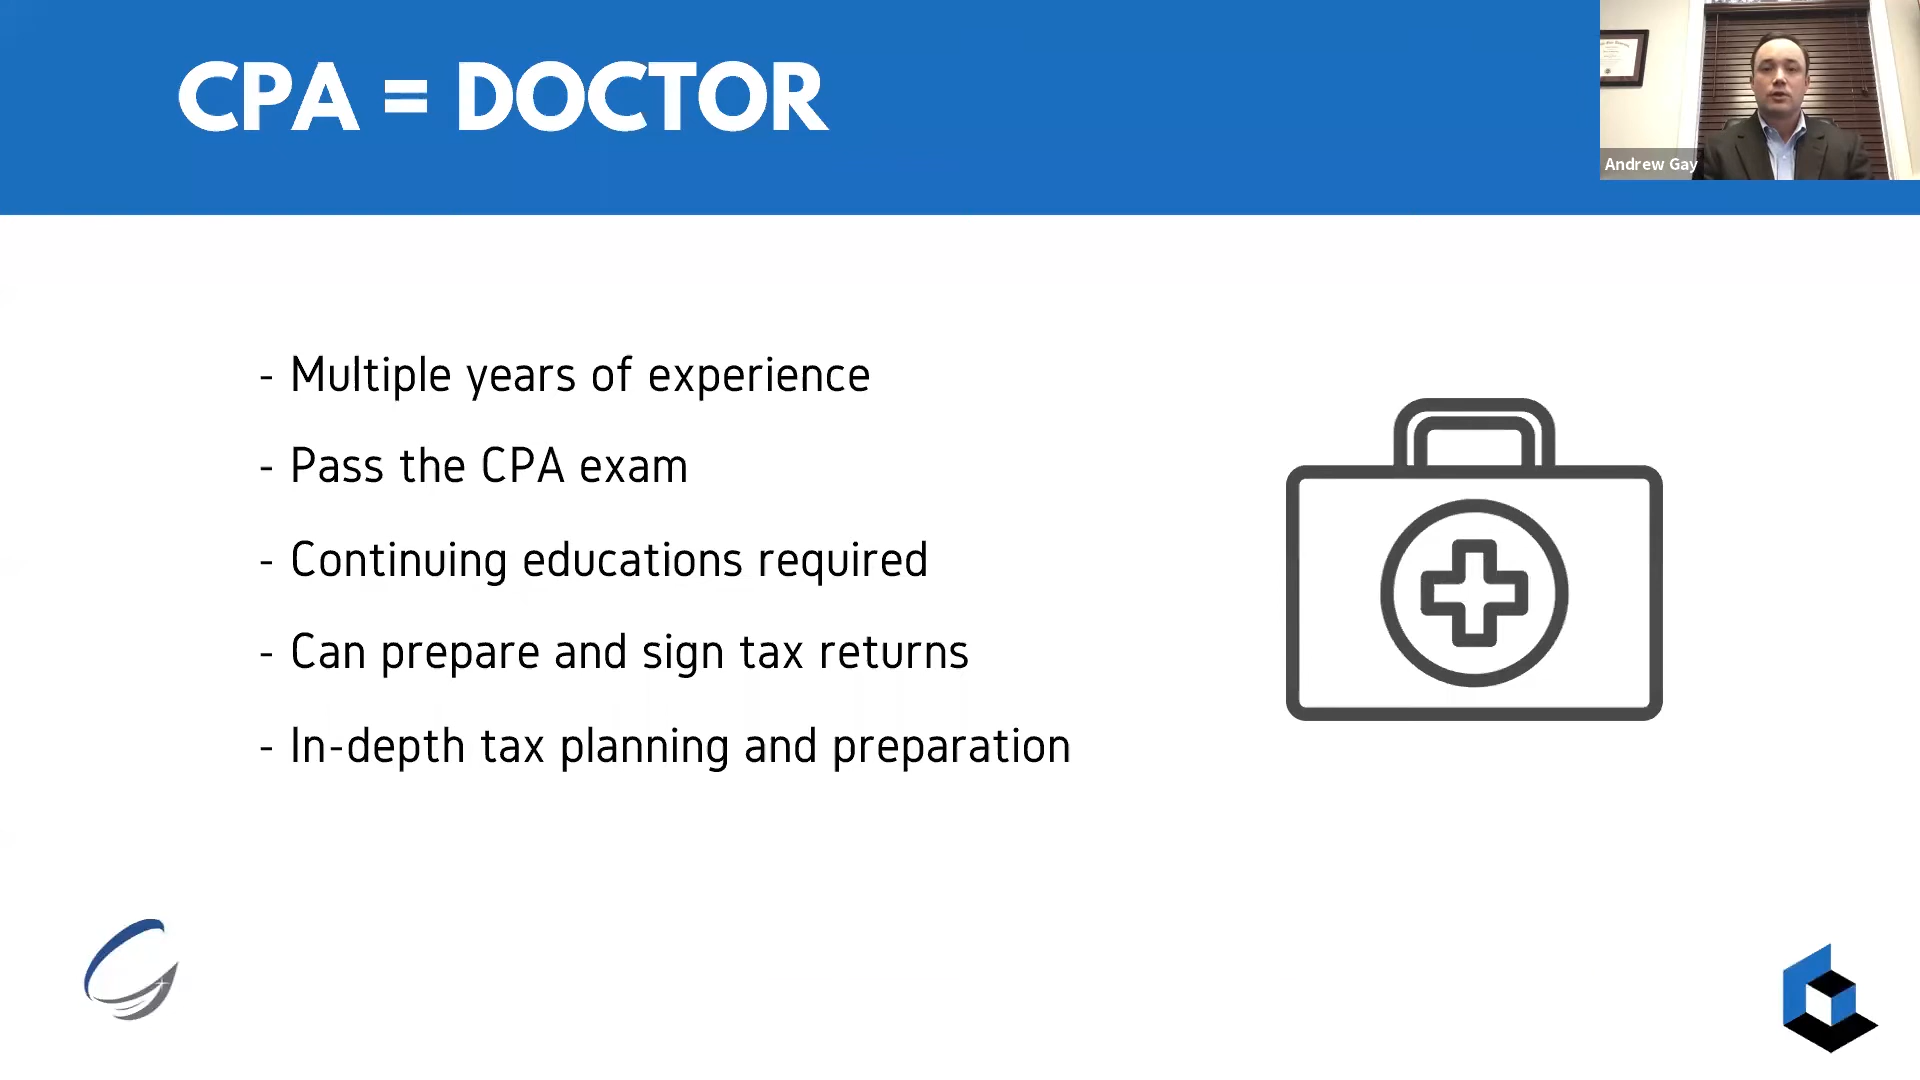 CPA = DOCTOR
Andrew Gay
- Multiple years of experience
- Pass the CPA exam
- Continuing educations required
- Can prepare and sign tax returns
- In-depth tax planning and preparation